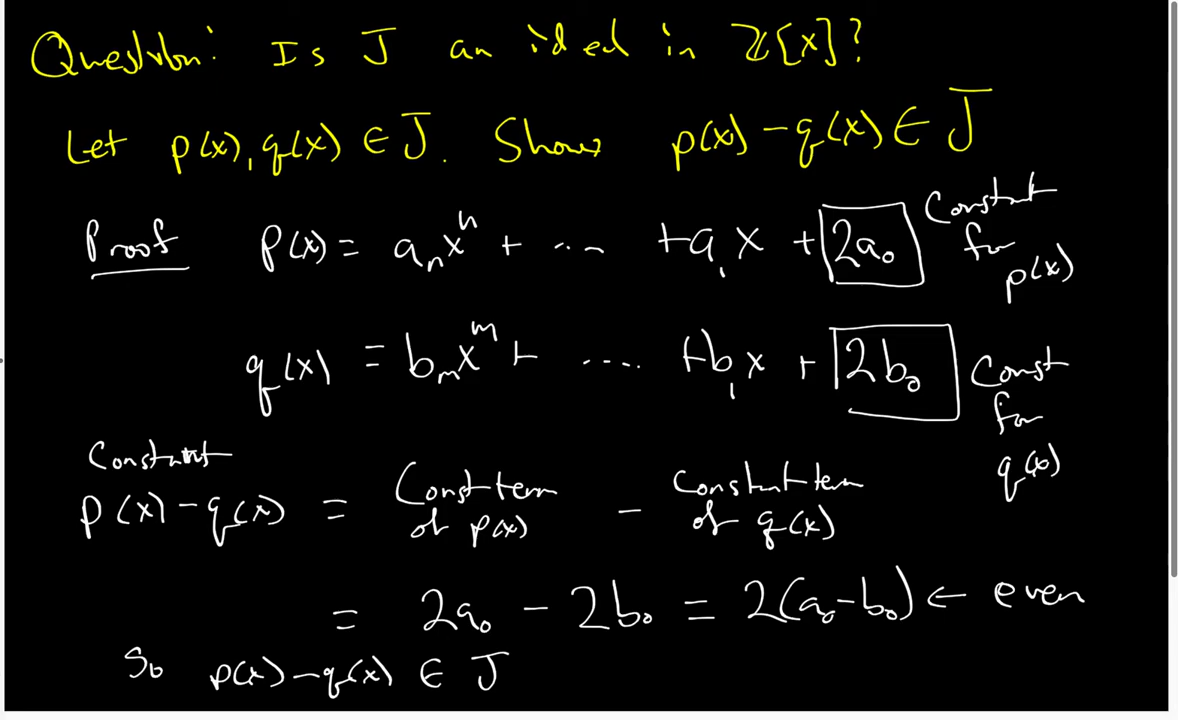 Question: Is J an ideal in ℤ[x]?
Let p(x), q(x) ∈ J. Show p(x) - q(x) ∈ J
Proof p(x) = aₙxⁿ + ... + a₁x + 2a₀ Constant for p(x)
q(x) = bₘxᵐ + .... + b₁x + 2b₀ Const for q(x)
Constant
p(x) - q(x) = Const term of p(x) - Constant term of q(x)
= 2a₀ - 2b₀ = 2(a₀ - b₀) ← even
So p(x) - q(x) ∈ J